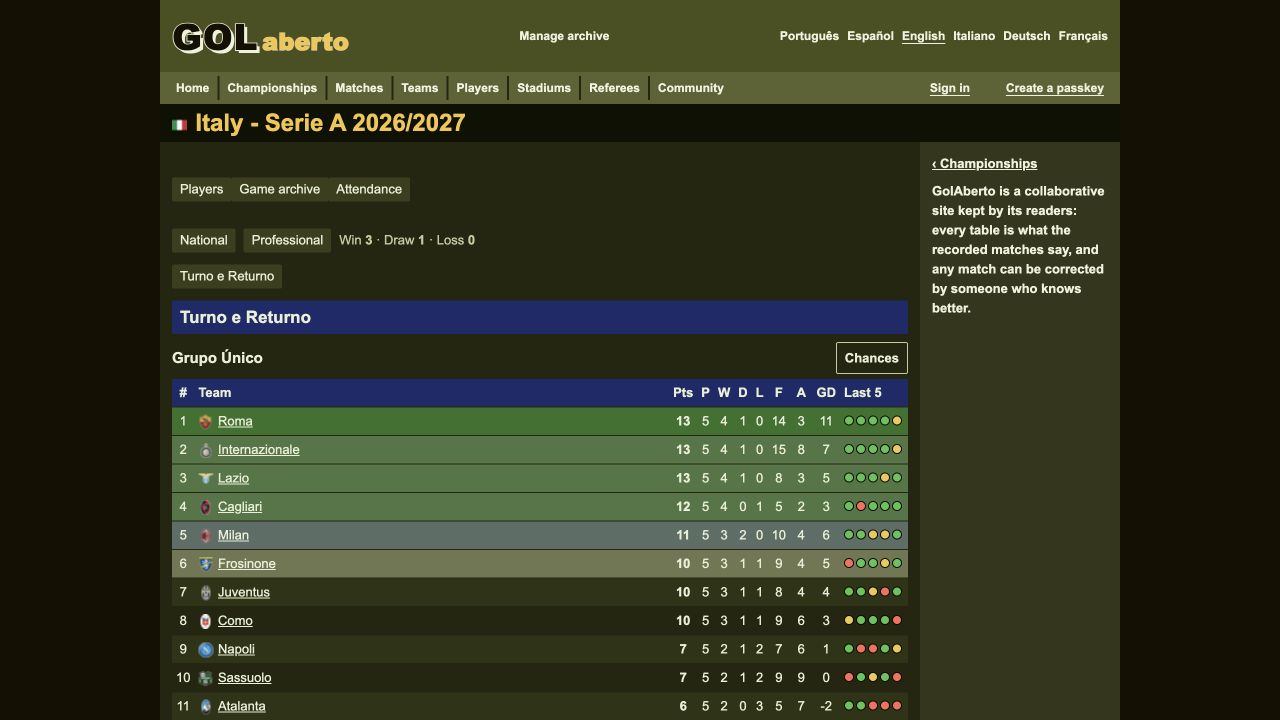 GOL aberto
Manage archive
Português Español English Italiano Deutsch Français
Home Championships Matches Teams Players Stadiums Referees Community Sign in Create a passkey
Italy - Serie A 2026/2027
‹ Championships
GolAberto is a collaborative
site kept by its readers:
every table is what the
recorded matches say, and
any match can be corrected
by someone who knows
better.
Players Game archive Attendance
National Professional Win 3 · Draw 1 · Loss 0
Turno e Returno
Turno e Returno
Grupo Único Chances
# Team Pts P W D L F A GD Last 5
1 Roma 13 5 4 1 0 14 3 11
2 Internazionale 13 5 4 1 0 15 8 7
3 Lazio 13 5 4 1 0 8 3 5
4 Cagliari 12 5 4 0 1 5 2 3
5 Milan 11 5 3 2 0 10 4 6
6 Frosinone 10 5 3 1 1 9 4 5
7 Juventus 10 5 3 1 1 8 4 4
8 Como 10 5 3 1 1 9 6 3
9 Napoli 7 5 2 1 2 7 6 1
10 Sassuolo 7 5 2 1 2 9 9 0
11 Atalanta 6 5 2 0 3 5 7 -2